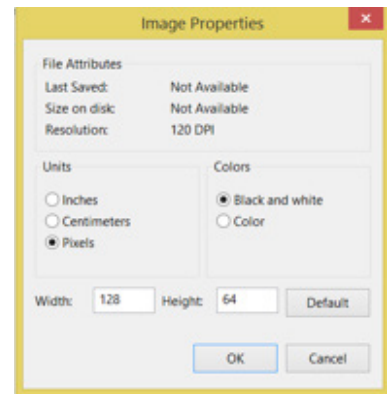 Image Properties
File Attributes
Last Saved: Not Available
Size on disk: Not Available
Resolution: 120 DPI
Units
Colors
Inches
Black and white
Centimeters
Color
Pixels
Width: 128 Height: 64 Default
OK Cancel